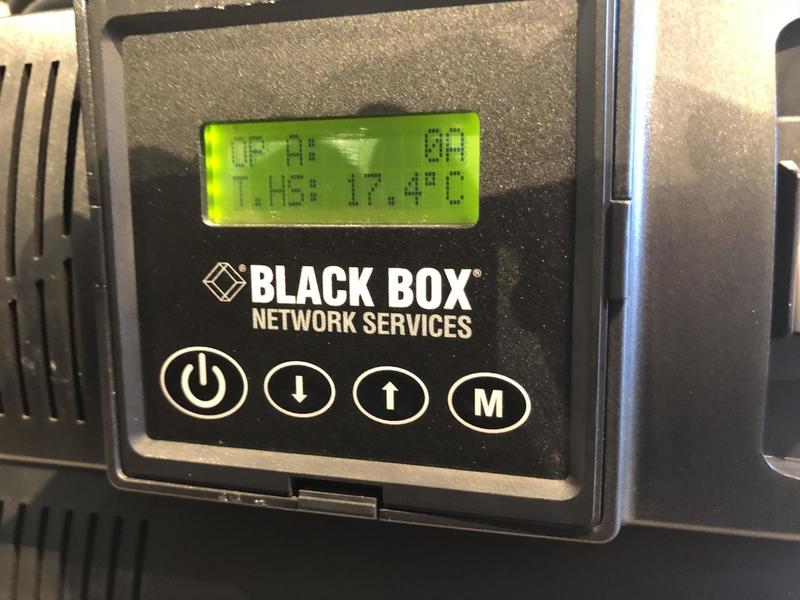 OP A: 0A
T.HS: 17.4°C
BLACK BOX®
NETWORK SERVICES
M